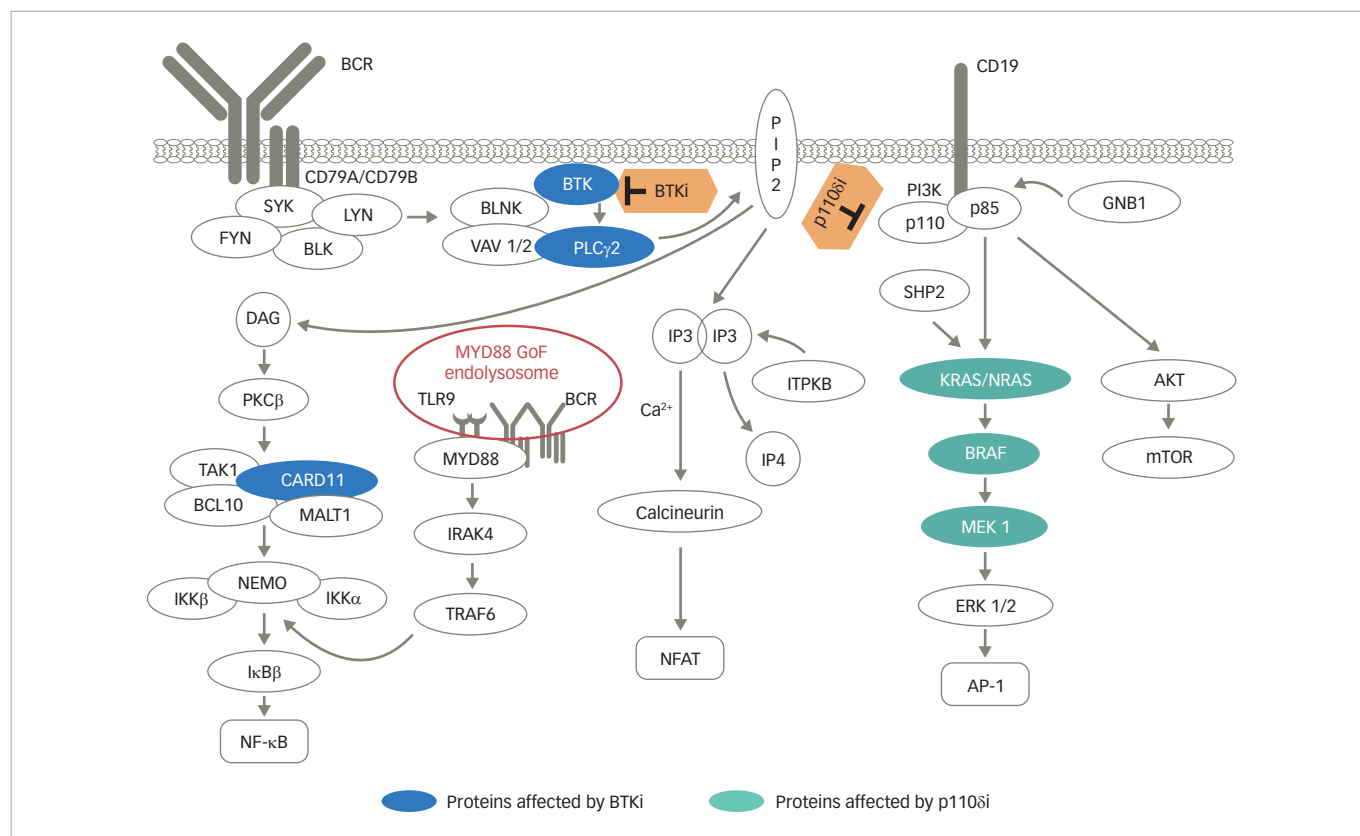 BCR
CD19
P
I
P
2
CD79A/CD79B
BTK
BTKi
p110δi
PI3K
SYK
LYN
BLNK
p110
p85
GNB1
FYN
BLK
VAV 1/2
PLCγ2
SHP2
DAG
MYD88 GoF
endolysosome
TLR9
BCR
IP3
IP3
ITPKB
KRAS/NRAS
AKT
PKCβ
Ca²⁺
MYD88
IP4
BRAF
mTOR
TAK1
CARD11
BCL10
MALT1
Calcineurin
MEK 1
IRAK4
NEMO
IKKβ
IKKα
TRAF6
ERK 1/2
IκBβ
NFAT
AP-1
NF-κB
Proteins affected by BTKi
Proteins affected by p110δi